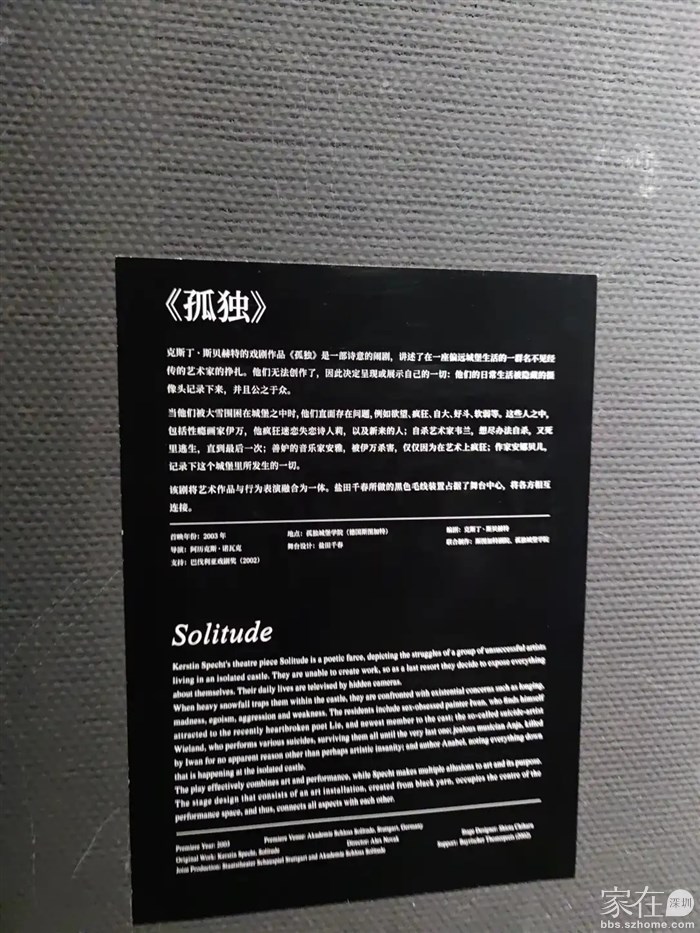 《孤独》
克斯丁·斯贝赫特的戏剧作品《孤独》是一部诗意的闹剧，讲述了在一座偏远城堡生活的一群名不见经
传的艺术家的挣扎。他们无法创作了，因此决定呈现或展示自己的一切：他们的日常生活被隐藏的摄
像头记录下来，并且公之于众。
当他们被大雪围困在城堡之中时，他们直面存在问题，例如欲望、疯狂、自大、好斗、软弱等。这些人之中，
包括性瘾画家伊万，他疯狂迷恋失恋诗人莉，以及新来的人；自杀艺术家韦兰，想尽办法自杀，又死
里逃生，直到最后一次；善妒的音乐家安雅，被伊万杀害，仅仅因为在艺术上疯狂；作家安娜贝儿，
记录下这个城堡里所发生的一切。
该剧将艺术作品与行为表演融合为一体。盐田千春所做的黑色毛线装置占据了舞台中心，将各方相互
连接。
首映年份：2003 年 地点：孤独城堡学院（德国斯图加特） 编剧：克斯丁·斯贝赫特
导演：阿历克斯·诺瓦克 舞台设计：盐田千春 联合制作：斯图加特剧院、孤独城堡学院
支持：巴伐利亚戏剧奖（2002）
Solitude
Kerstin Specht's theatre piece Solitude is a poetic farce, depicting the struggles of a group of unsuccessful artists
living in an isolated castle. They are unable to create work, so as a last resort they decide to expose everything
about themselves. Their daily lives are televised by hidden cameras.
When heavy snowfall traps them within the castle, they are confronted with existential concerns such as longing,
madness, egoism, aggression and weakness. The residents include sex-obsessed painter Iwan, who finds himself
attracted to the recently heartbroken poet Lie, and newest member to the cast; the so-called suicide-artist
Wieland, who performs various suicides, surviving them all until the very last one; jealous musician Anja, killed
by Iwan for no apparent reason other than perhaps artistic insanity; and author Anabel, noting everything down
that is happening at the isolated castle.
The play effectively combines art and performance, while Specht makes multiple allusions to art and its purpose.
The stage design that consists of an art installation, created from black yarn, occupies the centre of the
performance space, and thus, connects all aspects with each other.
Premiere Year: 2003 Premiere Venue: Akademie Schloss Solitude, Stuttgart, Germany Stage Designer: Shiota Chiharu
Original Work: Kerstin Specht, Solitude Director: Alex Novak Support: Bayrischer Theaterpreis (2002)
Joint Production: Staatstheater Schauspiel Stuttgart and Akademie Schloss Solitude
家在深圳
bbs.szhome.com